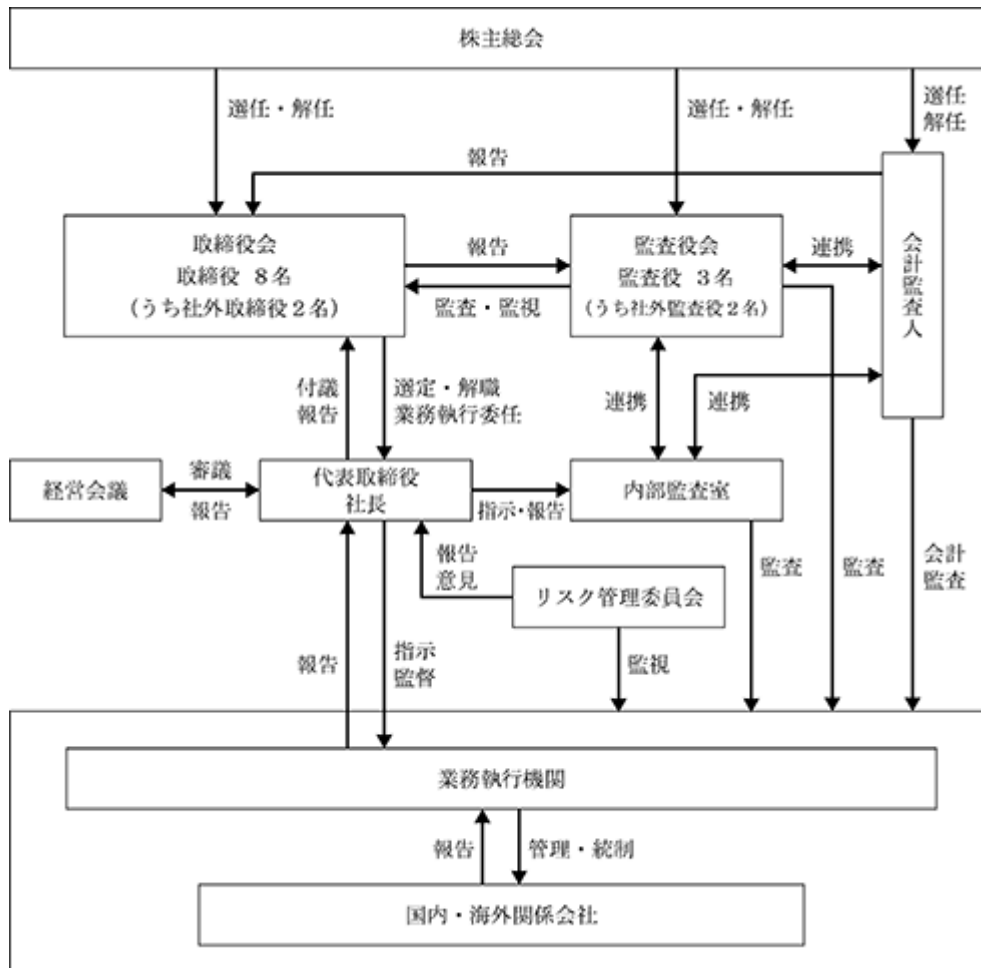 株主総会
選任・解任
選任・解任
選任
解任
報告
取締役会
取締役 8名
(うち社外取締役2名)
報告
監査・監視
監査役会
監査役 3名
(うち社外監査役2名)
連携
会計監査人
付議
報告
選定・解職
業務執行委任
連携
連携
経営会議
審議
報告
代表取締役
社長
指示・報告
内部監査室
報告
意見
リスク管理委員会
監査
監査
会計
監査
報告
指示
監督
監視
業務執行機関
報告
管理・統制
国内・海外関係会社